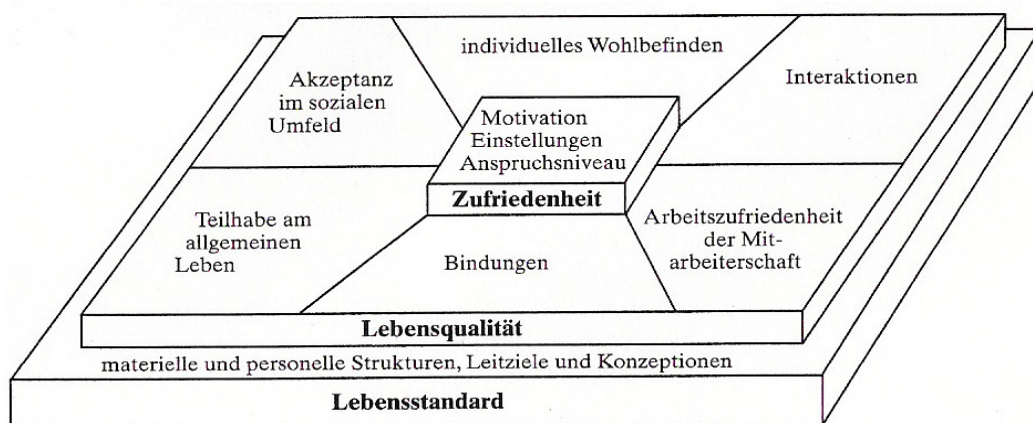 individuelles Wohlbefinden
Akzeptanz
im sozialen
Umfeld
Interaktionen
Motivation
Einstellungen
Anspruchsniveau
Zufriedenheit
Teilhabe am
allgemeinen
Leben
Bindungen
Arbeitszufriedenheit
der Mit-
arbeiterschaft
Lebensqualität
materielle und personelle Strukturen, Leitziele und Konzeptionen
Lebensstandard